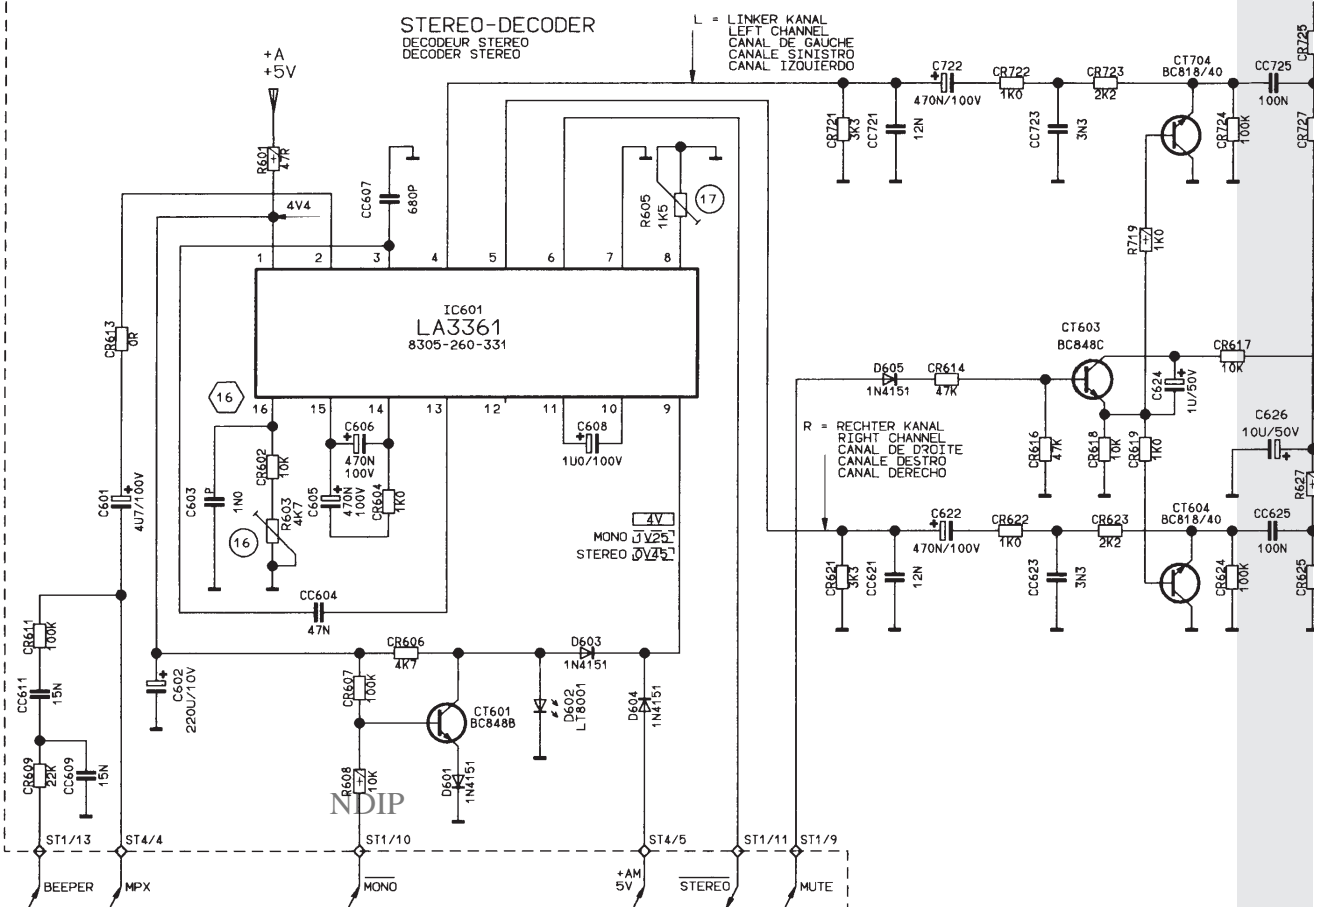 STEREO-DECODER
DECODEUR STEREO
DECODER STEREO
L = LINKER KANAL
LEFT CHANNEL
CANAL DE GAUCHE
CANALE SINISTRO
CANAL IZQUIERDO
+A
+5V
R601
47R
4V4
CC607
680P
R605
1K5
17
CR721
3K3
CC721
12N
C722
+
470N/100V
CR722
1K0
CC723
3N3
CR723
2K2
CT704
BC818/40
CR724
100K
CC725
100N
CR725
CR727
R719
1K0
1 2 3 4 5 6 7 8
IC601
LA3361
8305-260-331
16 15 14 13 12 11 10 9
CR613
0R
16
C601
+
4U7/100V
C603
P
1N0
CR602
10K
R603
4K7
16
C606
+
470N
100V
C605
+
470N
100V
CR604
1K0
C608
+
1U0/100V
4V
MONO 1V25
STEREO 0V45
CC604
47N
D605
1N4151
CR614
47K
CT603
BC848C
C624
+
1U/50V
CR617
10K
CR616
47K
CR618
10K
CR619
1K0
C626
10U/50V
+
R627
R = RECHTER KANAL
RIGHT CHANNEL
CANAL DE DROITE
CANALE DESTRO
CANAL DERECHO
CR621
3K3
CC621
12N
C622
+
470N/100V
CR622
1K0
CC623
3N3
CR623
2K2
CT604
BC818/40
CR624
100K
CC625
100N
CR625
CR611
100K
CC611
15N
CR609
22K
CC609
15N
C602
+
220U/10V
CR606
4K7
CR607
100K
R608
10K
NDIP
CT601
BC848B
D601
1N4151
D602
LT8001
D603
1N4151
D604
1N4151
ST1/13 ST4/4 ST1/10 ST4/5 ST1/11 ST1/9
BEEPER MPX MONO +AM
5V STEREO MUTE